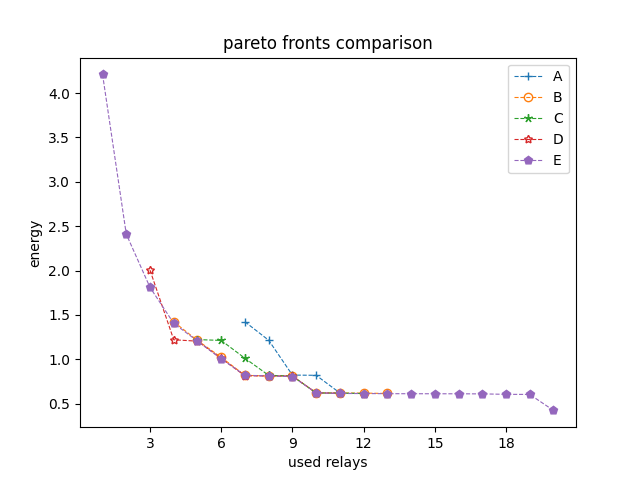 pareto fronts comparison
A
B
C
D
E
energy
4.0
3.5
3.0
2.5
2.0
1.5
1.0
0.5
3 6 9 12 15 18
used relays